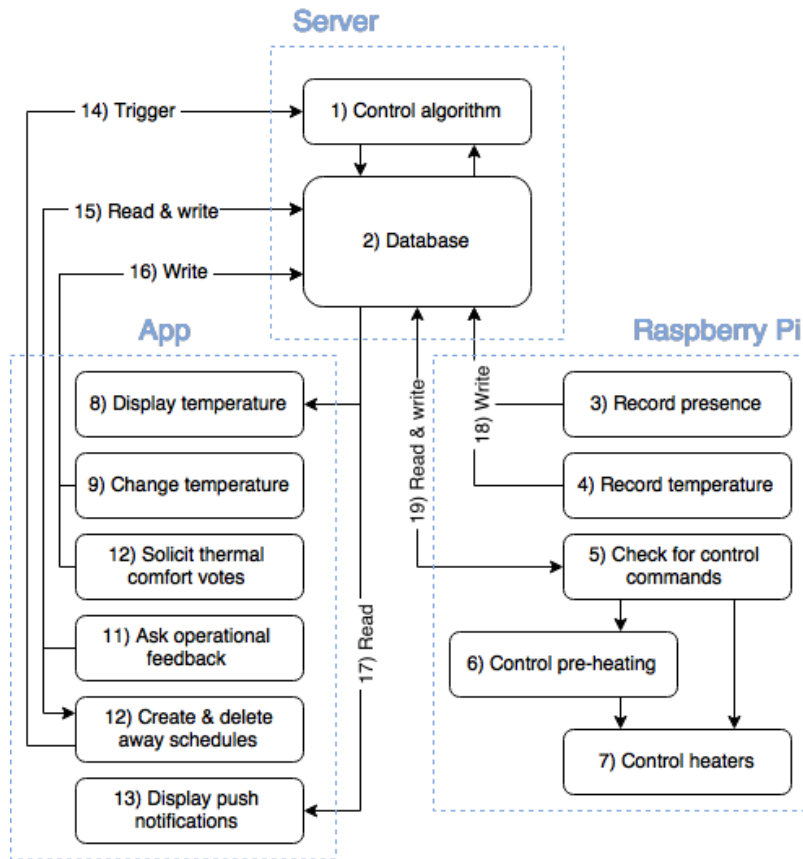 Server
14) Trigger
1) Control algorithm
15) Read & write
2) Database
16) Write
App
Raspberry Pi
8) Display temperature
3) Record presence
18) Write
19) Read & write
9) Change temperature
4) Record temperature
12) Solicit thermal
comfort votes
5) Check for control
commands
11) Ask operational
feedback
17) Read
6) Control pre-heating
12) Create & delete
away schedules
7) Control heaters
13) Display push
notifications